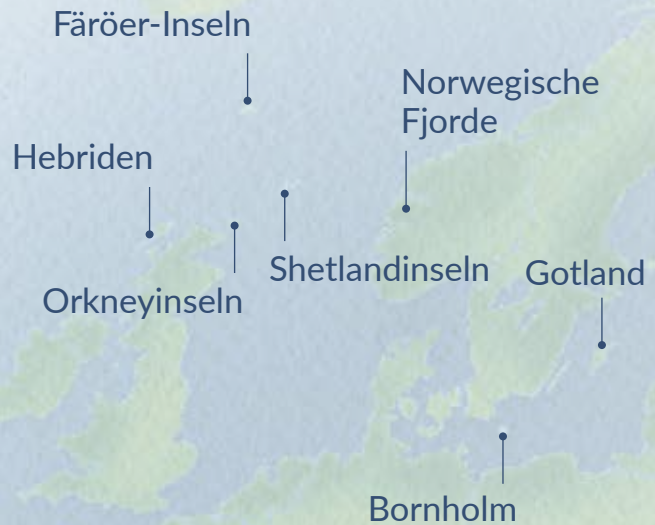 Färöer-Inseln
Norwegische
Fjorde
Hebriden
Shetlandinseln
Gotland
Orkneyinseln
Bornholm